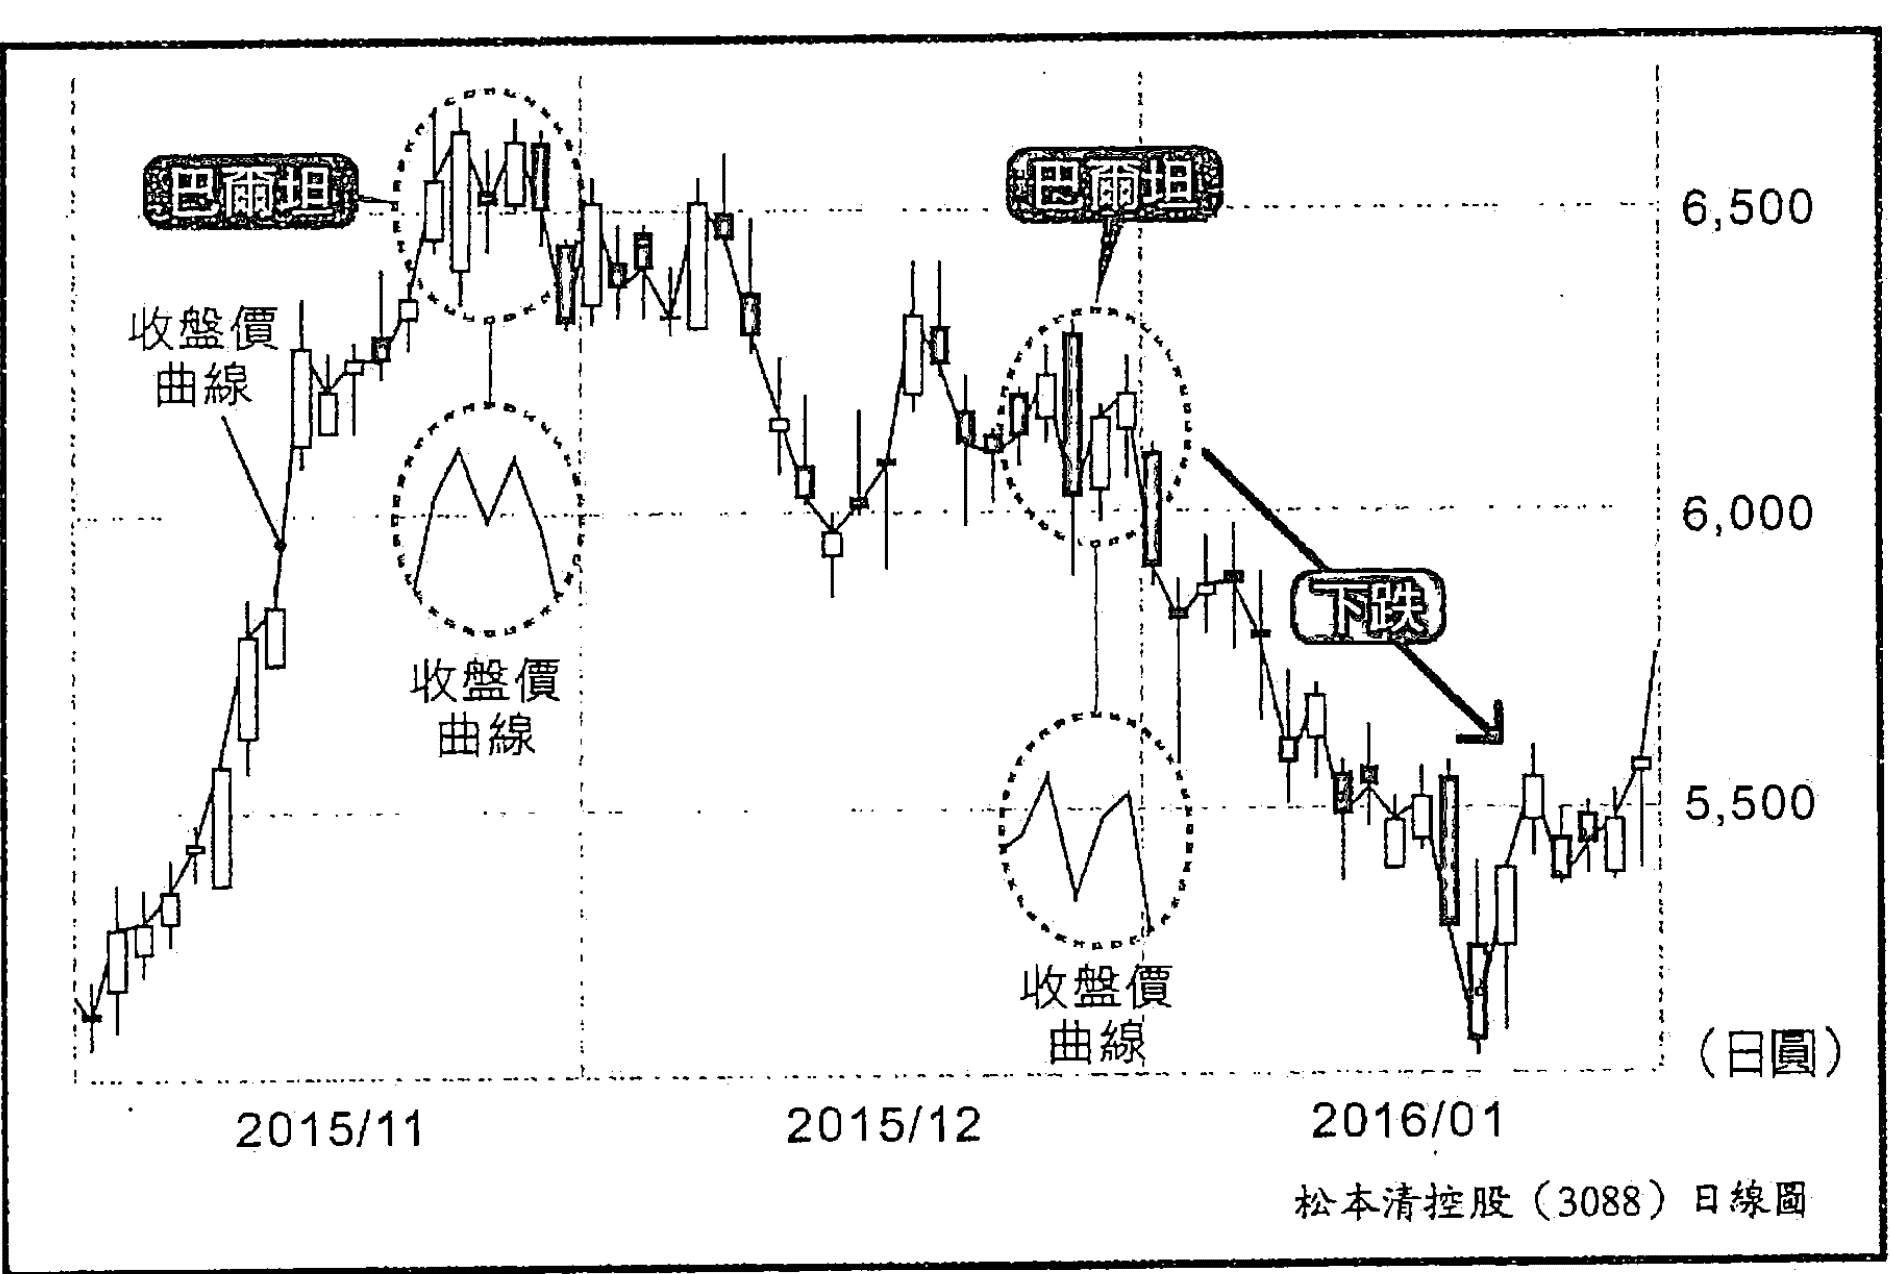 巴爾坦
巴爾坦
6,500
收盤價
曲線
6,000
下跌
收盤價
曲線
5,500
收盤價
曲線
(日圓)
2015/11
2015/12
2016/01
松本清控股(3088)日線圖